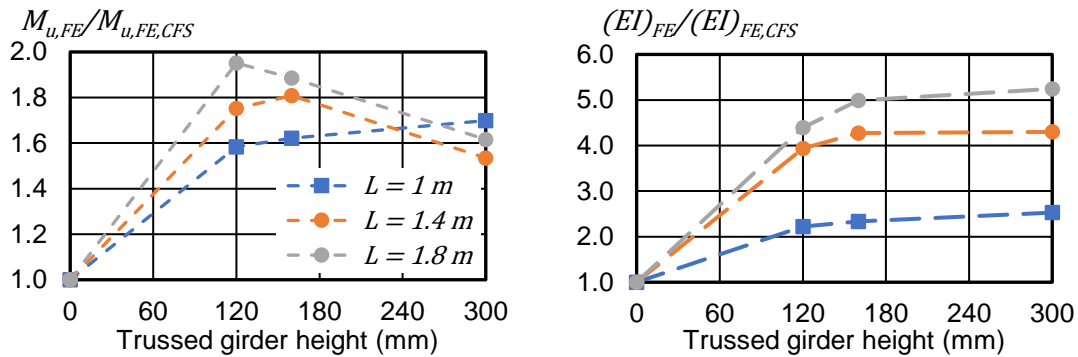 M_{u,FE}/M_{u,FE,CFS}
2.0
1.8
1.6
1.4
1.2
1.0
0 60 120 180 240 300
Trussed girder height (mm)
L = 1 m
L = 1.4 m
L = 1.8 m
(EI)_{FE}/(EI)_{FE,CFS}
6.0
5.0
4.0
3.0
2.0
1.0
0 60 120 180 240 300
Trussed girder height (mm)